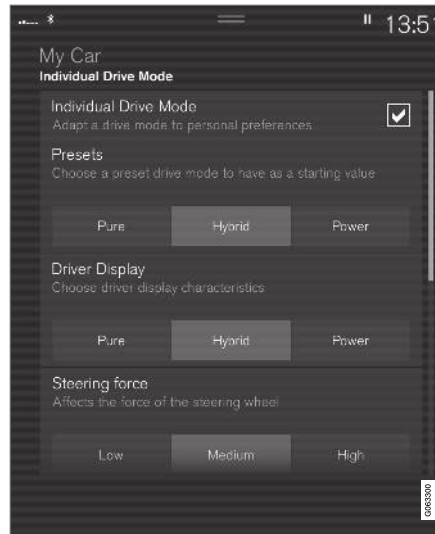 13:51
My Car
Individual Drive Mode
Individual Drive Mode
Adapt a drive mode to personal preferences
Presets
Choose a preset drive mode to have as a starting value
Pure Hybrid Power
Driver Display
Choose driver display characteristics
Pure Hybrid Power
Steering force
Affects the force of the steering wheel
Low Medium High
G063300